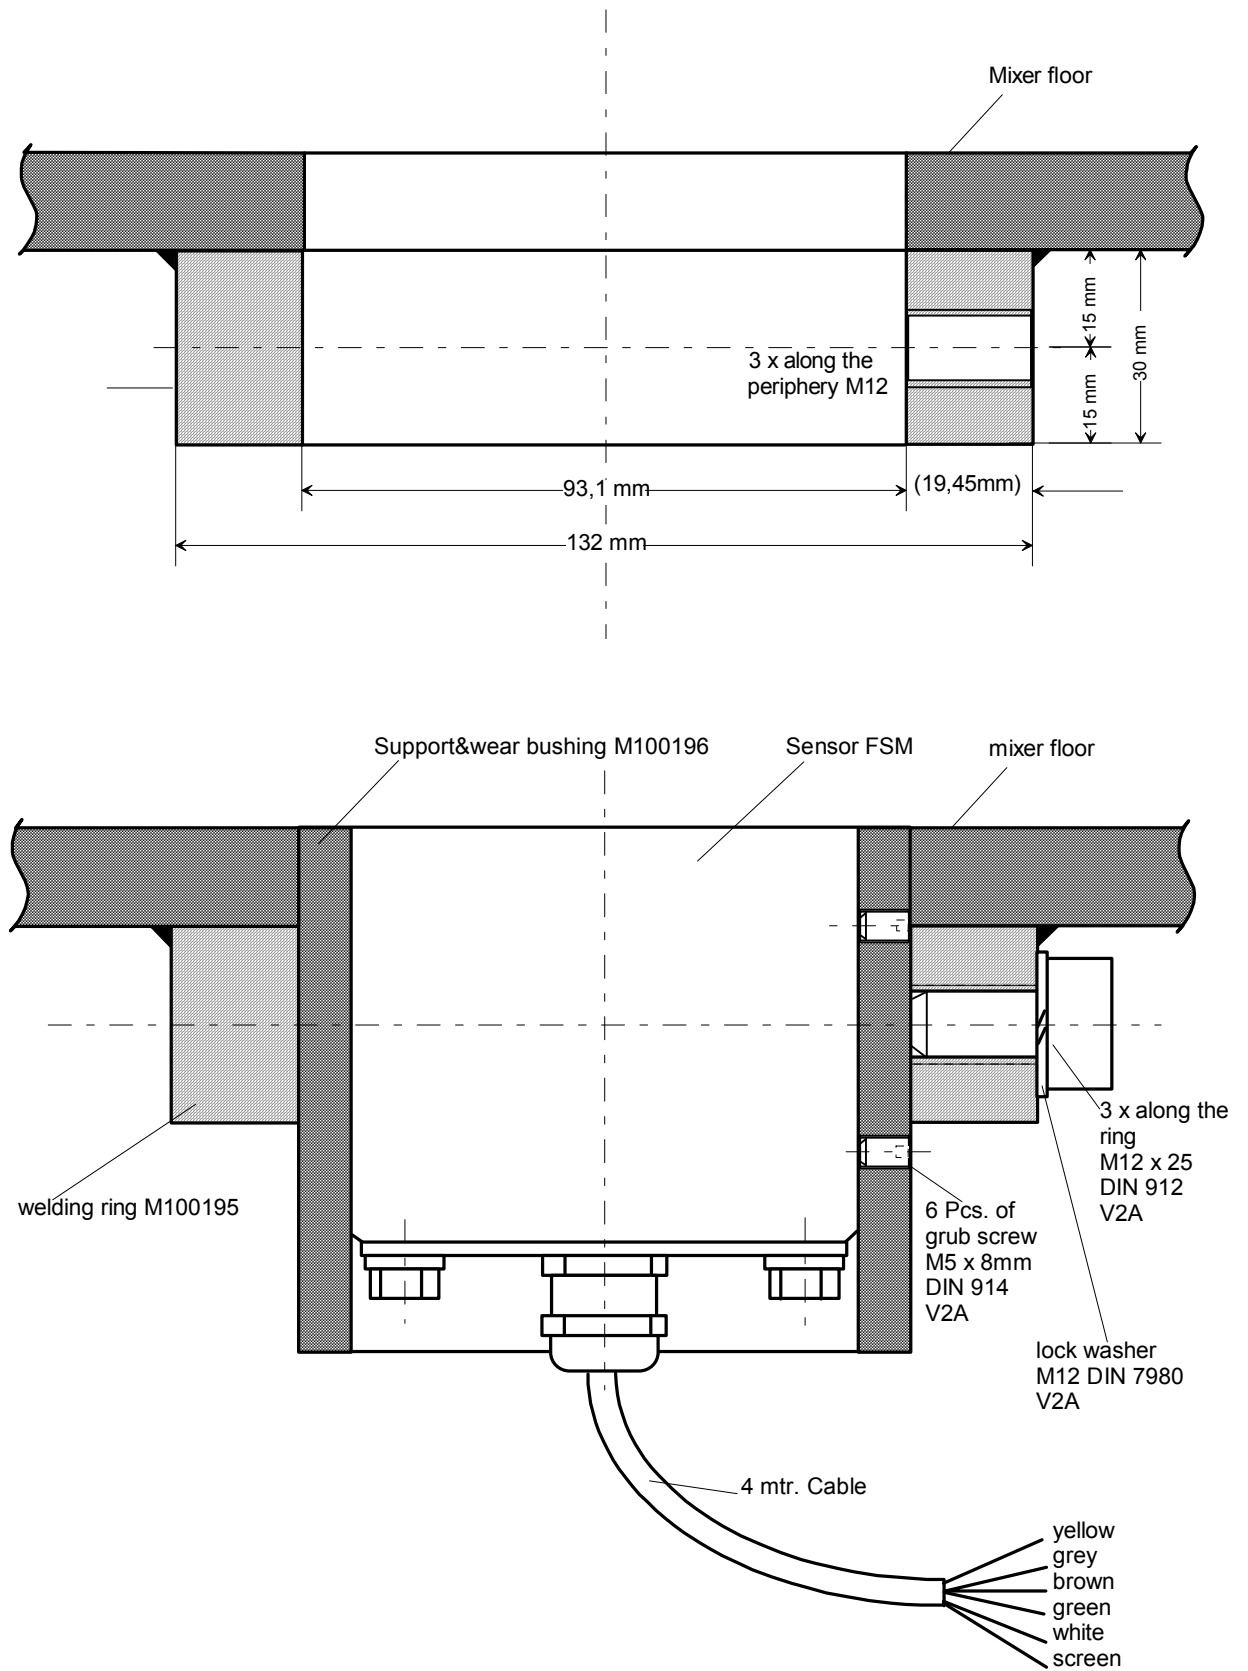 Mixer floor
15 mm
30 mm
3 x along the
periphery M12
15 mm
93,1 mm
(19,45mm)
132 mm
Support&wear bushing M100196
Sensor FSM
mixer floor
3 x along the
ring
M12 x 25
DIN 912
V2A
welding ring M100195
6 Pcs. of
grub screw
M5 x 8mm
DIN 914
V2A
lock washer
M12 DIN 7980
V2A
4 mtr. Cable
yellow
grey
brown
green
white
screen